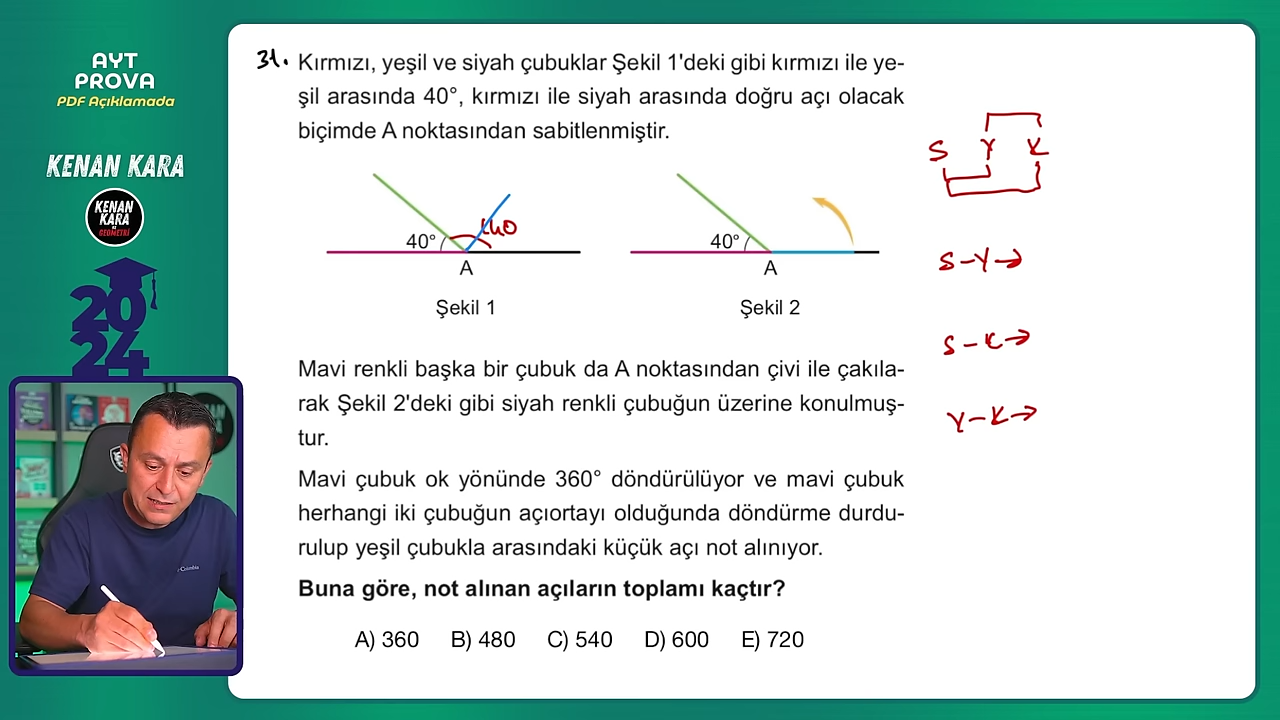 AYT
PROVA
PDF Açıklamada
KENAN KARA
KENAN
KARA
ile
GEOMETRİ
20
24
31. Kırmızı, yeşil ve siyah çubuklar Şekil 1'deki gibi kırmızı ile ye-
şil arasında 40°, kırmızı ile siyah arasında doğru açı olacak
biçimde A noktasından sabitlenmiştir.
40°
140
A
Şekil 1
40°
A
Şekil 2
Mavi renkli başka bir çubuk da A noktasından çivi ile çakıla-
rak Şekil 2'deki gibi siyah renkli çubuğun üzerine konulmuş-
tur.
Mavi çubuk ok yönünde 360° döndürülüyor ve mavi çubuk
herhangi iki çubuğun açıortayı olduğunda döndürme durdu-
rulup yeşil çubukla arasındaki küçük açı not alınıyor.
Buna göre, not alınan açıların toplamı kaçtır?
A) 360 B) 480 C) 540 D) 600 E) 720
S Y K
S-Y→
S-K→
Y-K→
Columbia